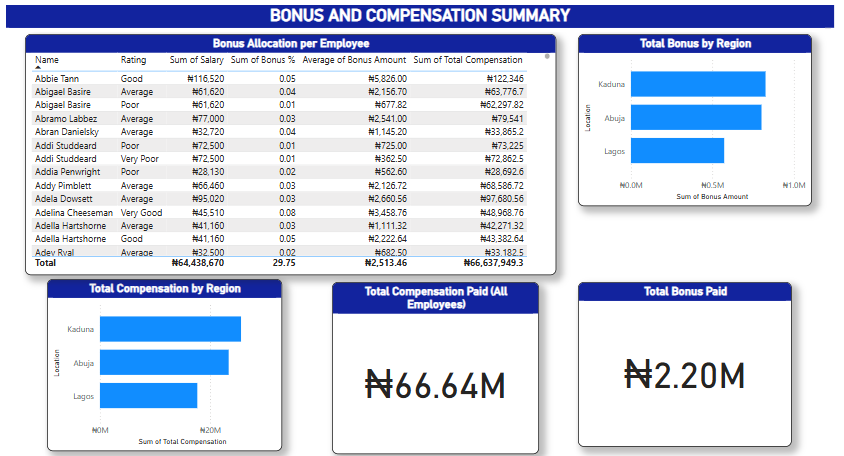 BONUS AND COMPENSATION SUMMARY
Bonus Allocation per Employee
Name Rating Sum of Salary Sum of Bonus % Average of Bonus Amount Sum of Total Compensation
Abbie Tann Good ₦116,520 0.05 ₦5,826.00 ₦122,346
Abigael Basire Average ₦61,620 0.04 ₦2,156.70 ₦63,776.7
Abigael Basire Poor ₦61,620 0.01 ₦677.82 ₦62,297.82
Abramo Labbez Average ₦77,000 0.03 ₦2,541.00 ₦79,541
Abran Danielsky Average ₦32,720 0.04 ₦1,145.20 ₦33,865.2
Addi Studdeard Poor ₦72,500 0.01 ₦725.00 ₦73,225
Addi Studdeard Very Poor ₦72,500 0.01 ₦362.50 ₦72,862.5
Addia Penwright Poor ₦28,130 0.02 ₦562.60 ₦28,692.6
Addy Pimblett Average ₦66,460 0.03 ₦2,126.72 ₦68,586.72
Adela Dowsett Average ₦95,020 0.03 ₦2,660.56 ₦97,680.56
Adelina Cheeseman Very Good ₦45,510 0.08 ₦3,458.76 ₦48,968.76
Adella Hartshorne Average ₦41,160 0.03 ₦1,111.32 ₦42,271.32
Adella Hartshorne Good ₦41,160 0.05 ₦2,222.64 ₦43,382.64
Adey Ryal Average ₦32,500 0.02 ₦682.50 ₦33,182.5
Total ₦64,438,670 29.75 ₦2,513.46 ₦66,637,949.3
Total Bonus by Region
Location
Kaduna
Abuja
Lagos
₦0.0M ₦0.5M ₦1.0M
Sum of Bonus Amount
Total Compensation by Region
Location
Kaduna
Abuja
Lagos
₦0M ₦20M
Sum of Total Compensation
Total Compensation Paid (All
Employees)
₦66.64M
Total Bonus Paid
₦2.20M